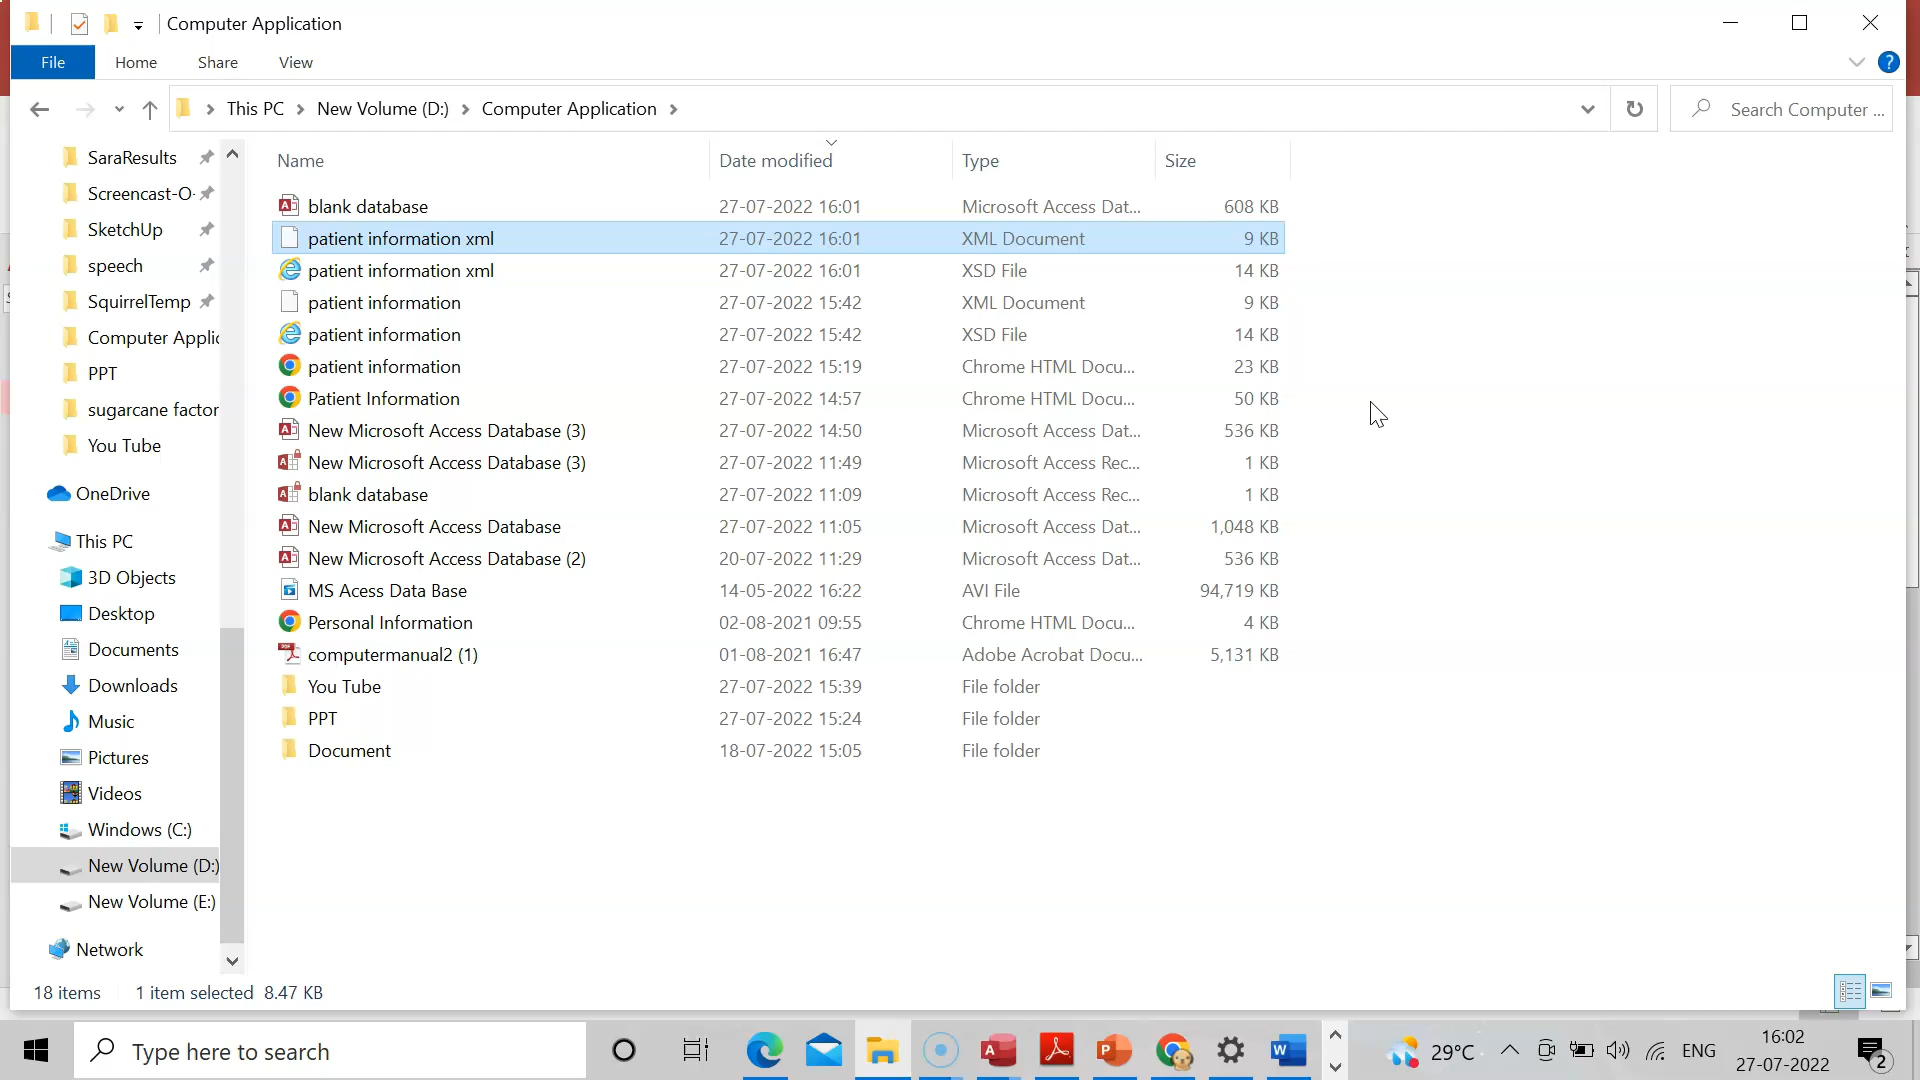 Computer Application
File Home Share View
This PC New Volume (D:) Computer Application
Search Computer ...
Name Date modified Type Size
SaraResults
Screencast-O-
SketchUp
speech
SquirrelTemp
Computer Applic
PPT
sugarcane factor
You Tube
OneDrive
This PC
3D Objects
Desktop
Documents
Downloads
Music
Pictures
Videos
Windows (C:)
New Volume (D:)
New Volume (E:)
Network
blank database 27-07-2022 16:01 Microsoft Access Dat... 608 KB
patient information xml 27-07-2022 16:01 XML Document 9 KB
patient information xml 27-07-2022 16:01 XSD File 14 KB
patient information 27-07-2022 15:42 XML Document 9 KB
patient information 27-07-2022 15:42 XSD File 14 KB
patient information 27-07-2022 15:19 Chrome HTML Docu... 23 KB
Patient Information 27-07-2022 14:57 Chrome HTML Docu... 50 KB
New Microsoft Access Database (3) 27-07-2022 14:50 Microsoft Access Dat... 536 KB
New Microsoft Access Database (3) 27-07-2022 11:49 Microsoft Access Rec... 1 KB
blank database 27-07-2022 11:09 Microsoft Access Rec... 1 KB
New Microsoft Access Database 27-07-2022 11:05 Microsoft Access Dat... 1,048 KB
New Microsoft Access Database (2) 20-07-2022 11:29 Microsoft Access Dat... 536 KB
MS Acess Data Base 14-05-2022 16:22 AVI File 94,719 KB
Personal Information 02-08-2021 09:55 Chrome HTML Docu... 4 KB
computermanual2 (1) 01-08-2021 16:47 Adobe Acrobat Docu... 5,131 KB
You Tube 27-07-2022 15:39 File folder
PPT 27-07-2022 15:24 File folder
Document 18-07-2022 15:05 File folder
18 items 1 item selected 8.47 KB
Type here to search
29°C
ENG
16:02
27-07-2022
2